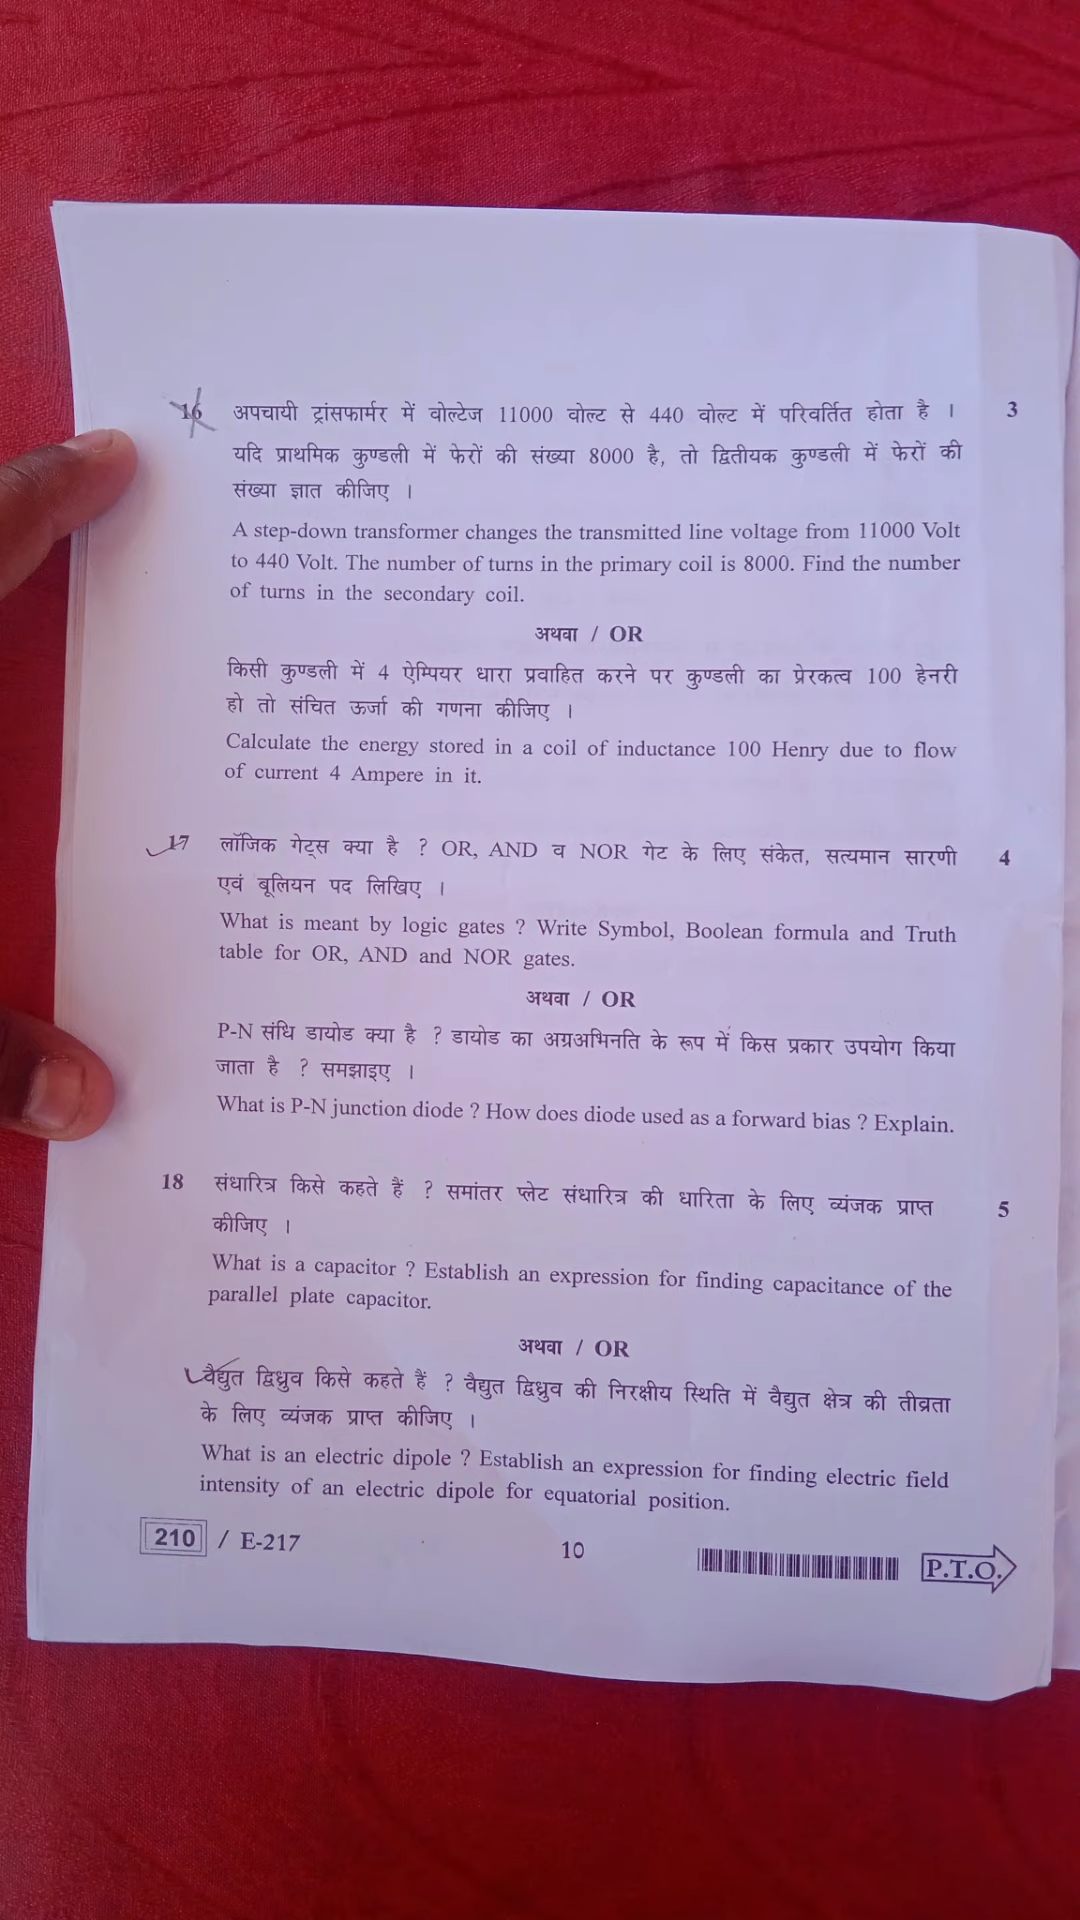 16 अपचायी ट्रांसफार्मर में वोल्टेज 11000 वोल्ट से 440 वोल्ट में परिवर्तित होता है । 3
यदि प्राथमिक कुण्डली में फेरों की संख्या 8000 है, तो द्वितीयक कुण्डली में फेरों की
संख्या ज्ञात कीजिए ।
A step-down transformer changes the transmitted line voltage from 11000 Volt
to 440 Volt. The number of turns in the primary coil is 8000. Find the number
of turns in the secondary coil.
अथवा / OR
किसी कुण्डली में 4 ऐम्पियर धारा प्रवाहित करने पर कुण्डली का प्रेरकत्व 100 हेनरी
हो तो संचित ऊर्जा की गणना कीजिए ।
Calculate the energy stored in a coil of inductance 100 Henry due to flow
of current 4 Ampere in it.
17 लॉजिक गेट्स क्या है ? OR, AND व NOR गेट के लिए संकेत, सत्यमान सारणी 4
एवं बूलियन पद लिखिए ।
What is meant by logic gates ? Write Symbol, Boolean formula and Truth
table for OR, AND and NOR gates.
अथवा / OR
P-N संधि डायोड क्या है ? डायोड का अग्रअभिनति के रूप में किस प्रकार उपयोग किया
जाता है ? समझाइए ।
What is P-N junction diode ? How does diode used as a forward bias ? Explain.
18 संधारित्र किसे कहते हैं ? समांतर प्लेट संधारित्र की धारिता के लिए व्यंजक प्राप्त 5
कीजिए ।
What is a capacitor ? Establish an expression for finding capacitance of the
parallel plate capacitor.
अथवा / OR
वैद्युत द्विध्रुव किसे कहते हैं ? वैद्युत द्विध्रुव की निरक्षीय स्थिति में वैद्युत क्षेत्र की तीव्रता
के लिए व्यंजक प्राप्त कीजिए ।
What is an electric dipole ? Establish an expression for finding electric field
intensity of an electric dipole for equatorial position.
210 / E-217 10 P.T.O.